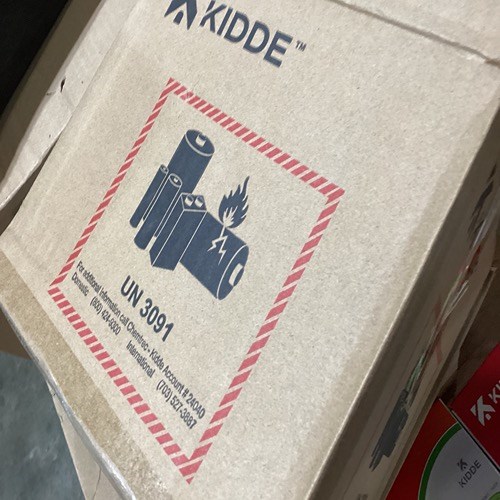 KIDDE™
UN 3091
For additional information call Chemtrec - Kidde Account # 24040
Domestic (800) 424-9300 International (703) 527-3887
KIDDE